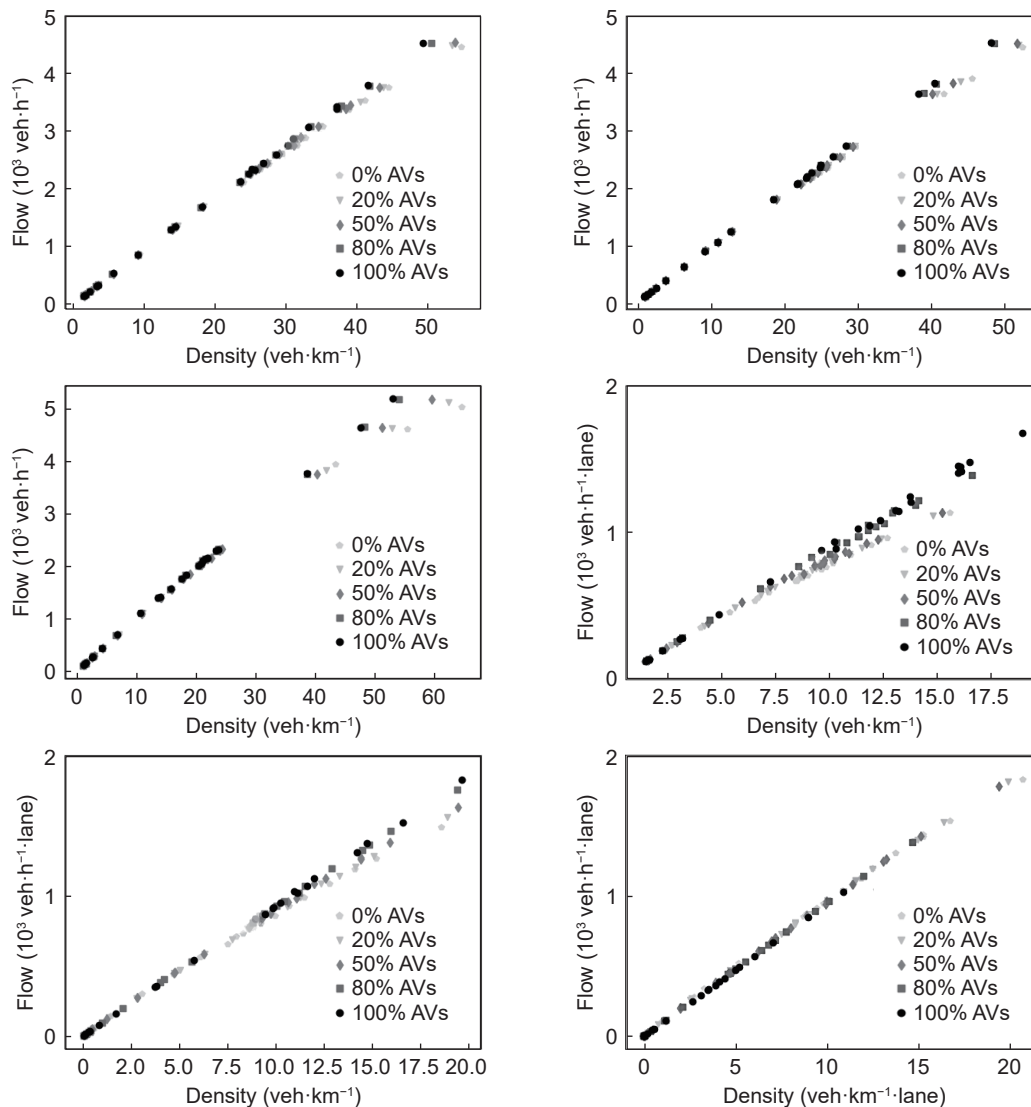 5
4
3
2
1
0
Flow (10³ veh·h⁻¹)
0% AVs
20% AVs
50% AVs
80% AVs
100% AVs
0 10 20 30 40 50
Density (veh·km⁻¹)
5
4
3
2
1
0
Flow (10³ veh·h⁻¹)
0% AVs
20% AVs
50% AVs
80% AVs
100% AVs
0 10 20 30 40 50
Density (veh·km⁻¹)
5
4
3
2
1
0
Flow (10³ veh·h⁻¹)
0% AVs
20% AVs
50% AVs
80% AVs
100% AVs
0 10 20 30 40 50 60
Density (veh·km⁻¹)
2
1
0
Flow (10³ veh·h⁻¹·lane)
0% AVs
20% AVs
50% AVs
80% AVs
100% AVs
2.5 5.0 7.5 10.0 12.5 15.0 17.5
Density (veh·km⁻¹)
2
1
0
Flow (10³ veh·h⁻¹·lane)
0% AVs
20% AVs
50% AVs
80% AVs
100% AVs
0 2.0 5.0 7.5 10.0 12.5 15.0 17.5 20.0
Density (veh·km⁻¹)
2
1
0
Flow (10³ veh·h⁻¹·lane)
0% AVs
20% AVs
50% AVs
80% AVs
100% AVs
0 5 10 15 20
Density (veh·km⁻¹·lane)